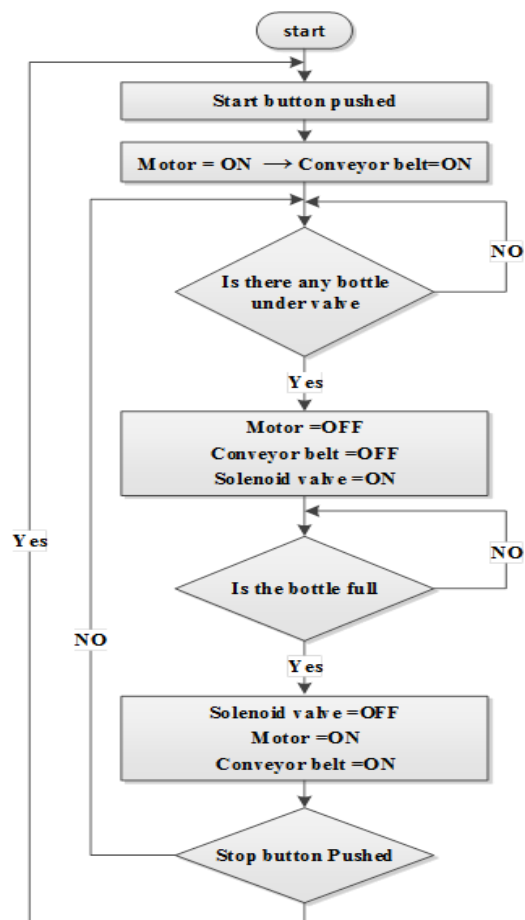 start
Start button pushed
Motor = ON → Conveyor belt=ON
NO
Is there any bottle
under valve
Yes
Motor =OFF
Conveyor belt =OFF
Solenoid valve =ON
Yes
NO
Is the bottle full
NO
Yes
Solenoid valve =OFF
Motor =ON
Conveyor belt =ON
Stop button Pushed